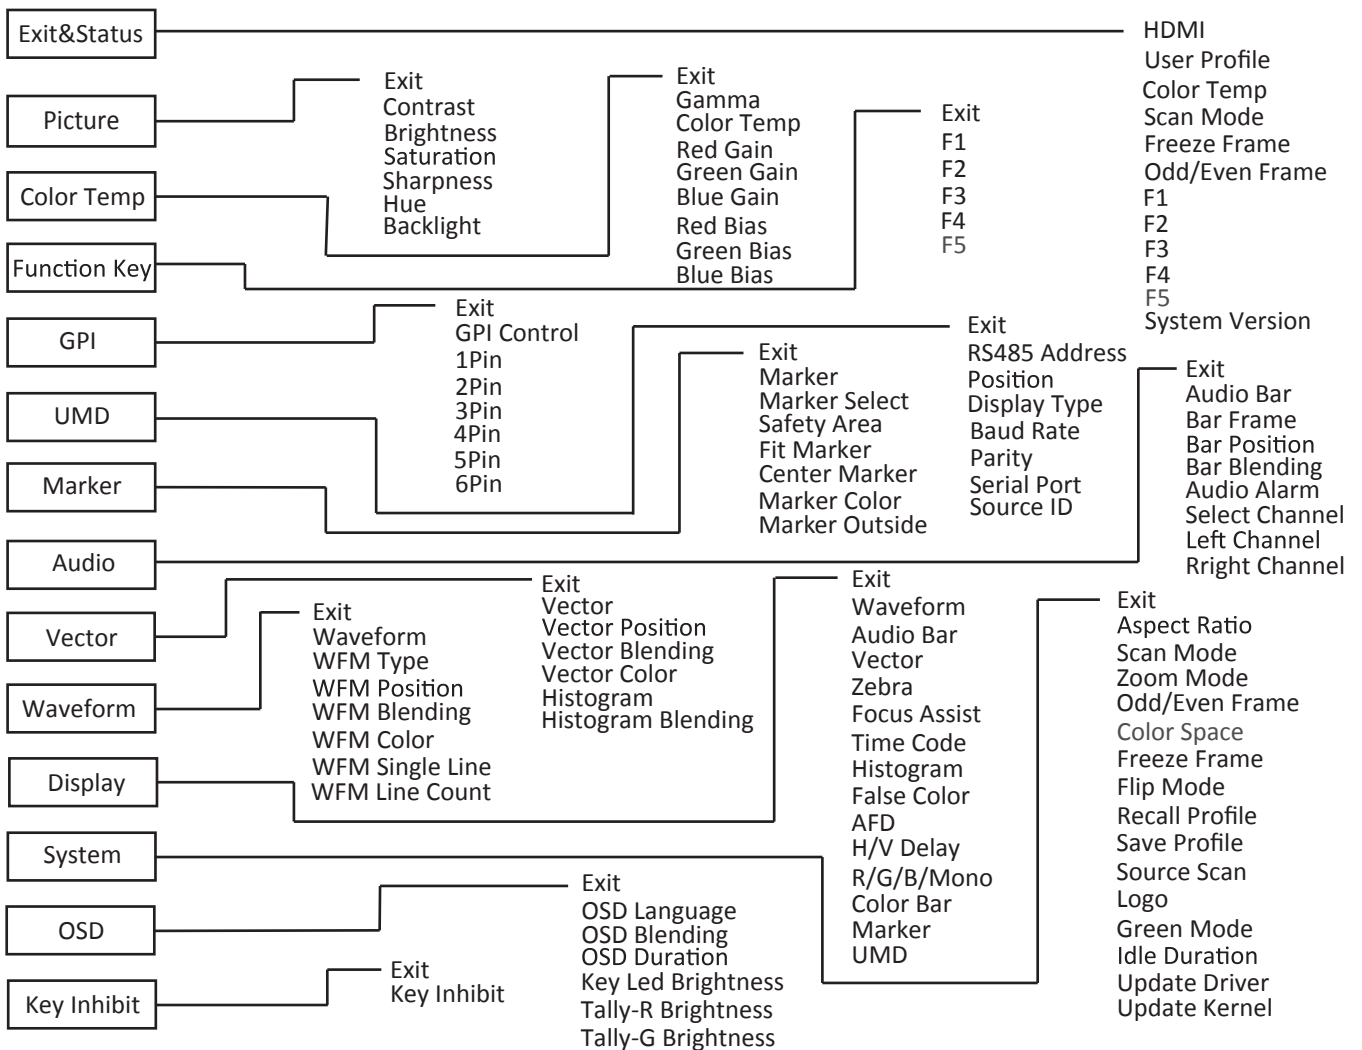 Exit&Status
HDMI
User Profile
Color Temp
Scan Mode
Freeze Frame
Odd/Even Frame
F1
F2
F3
F4
F5
System Version
Picture
Exit
Contrast
Brightness
Saturation
Sharpness
Hue
Backlight
Color Temp
Exit
Gamma
Color Temp
Red Gain
Green Gain
Blue Gain
Red Bias
Green Bias
Blue Bias
Function Key
Exit
F1
F2
F3
F4
F5
GPI
Exit
GPI Control
1Pin
2Pin
3Pin
4Pin
5Pin
6Pin
UMD
Exit
RS485 Address
Position
Display Type
Baud Rate
Parity
Serial Port
Source ID
Marker
Exit
Marker
Marker Select
Safety Area
Fit Marker
Center Marker
Marker Color
Marker Outside
Audio
Exit
Audio Bar
Bar Frame
Bar Position
Bar Blending
Audio Alarm
Select Channel
Left Channel
Rright Channel
Vector
Exit
Vector
Vector Position
Vector Blending
Vector Color
Histogram
Histogram Blending
Waveform
Exit
Waveform
WFM Type
WFM Position
WFM Blending
WFM Color
WFM Single Line
WFM Line Count
Display
Exit
Waveform
Audio Bar
Vector
Zebra
Focus Assist
Time Code
Histogram
False Color
AFD
H/V Delay
R/G/B/Mono
Color Bar
Marker
UMD
System
Exit
Aspect Ratio
Scan Mode
Zoom Mode
Odd/Even Frame
Color Space
Freeze Frame
Flip Mode
Recall Profile
Save Profile
Source Scan
Logo
Green Mode
Idle Duration
Update Driver
Update Kernel
OSD
Exit
OSD Language
OSD Blending
OSD Duration
Key Led Brightness
Tally-R Brightness
Tally-G Brightness
Key Inhibit
Exit
Key Inhibit